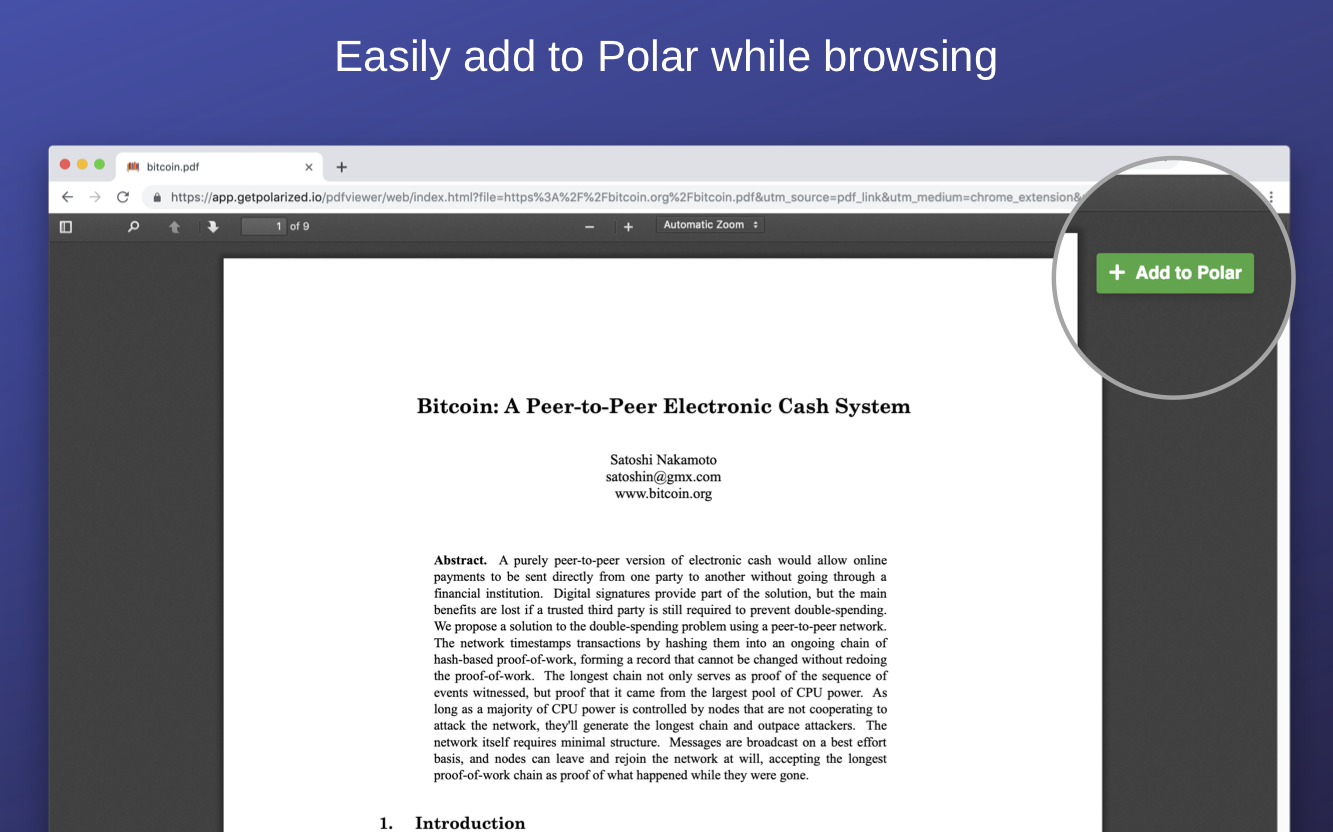 Easily add to Polar while browsing
bitcoin.pdf
https://app.getpolarized.io/pdfviewer/web/index.html?file=https%3A%2F%2Fbitcoin.org%2Fbitcoin.pdf&utm_source=pdf_link&utm_medium=chrome_extension&
1 of 9
Automatic Zoom
+ Add to Polar
Bitcoin: A Peer-to-Peer Electronic Cash System
Satoshi Nakamoto
satoshin@gmx.com
www.bitcoin.org
Abstract. A purely peer-to-peer version of electronic cash would allow online
payments to be sent directly from one party to another without going through a
financial institution. Digital signatures provide part of the solution, but the main
benefits are lost if a trusted third party is still required to prevent double-spending.
We propose a solution to the double-spending problem using a peer-to-peer network.
The network timestamps transactions by hashing them into an ongoing chain of
hash-based proof-of-work, forming a record that cannot be changed without redoing
the proof-of-work. The longest chain not only serves as proof of the sequence of
events witnessed, but proof that it came from the largest pool of CPU power. As
long as a majority of CPU power is controlled by nodes that are not cooperating to
attack the network, they'll generate the longest chain and outpace attackers. The
network itself requires minimal structure. Messages are broadcast on a best effort
basis, and nodes can leave and rejoin the network at will, accepting the longest
proof-of-work chain as proof of what happened while they were gone.
1. Introduction